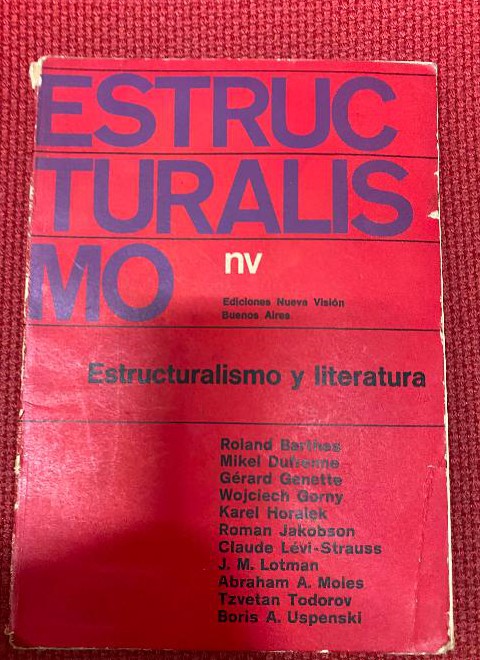 ESTRUC
TURALIS
MO
nv
Ediciones Nueva Visión
Buenos Aires
Estructuralismo y literatura
Roland Barthes
Mikel Dufrenne
Gérard Genette
Wojciech Gorny
Karel Horalek
Roman Jakobson
Claude Lévi-Strauss
J. M. Lotman
Abraham A. Moles
Tzvetan Todorov
Boris A. Uspenski